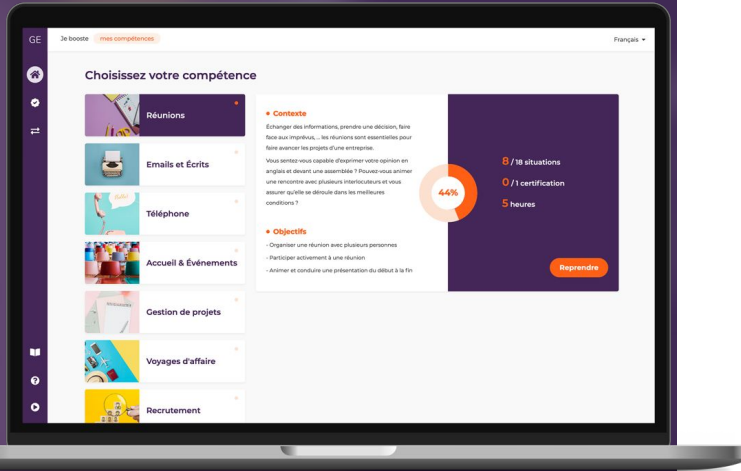 GE
Je booste mes compétences
Français
Choisissez votre compétence
Réunions
Emails et Écrits
Téléphone
Accueil & Événements
Gestion de projets
Voyages d'affaire
Recrutement
Contexte
Échanger des informations, prendre une décision, faire
face aux imprévus, ... les réunions sont essentielles pour
faire avancer les projets d'une entreprise.
Vous sentez-vous capable d'exprimer votre opinion en
anglais et devant une assemblée ? Pouvez-vous animer
une rencontre avec plusieurs interlocuteurs et vous
assurer qu'elle se déroule dans les meilleures
conditions ?
Objectifs
- Organiser une réunion avec plusieurs personnes
- Participer activement à une réunion
- Animer et conduire une présentation du début à la fin
44%
8 / 18 situations
0 / 1 certification
5 heures
Reprendre